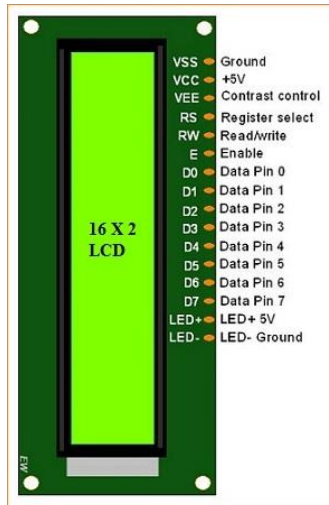 VSS Ground
VCC +5V
VEE Contrast control
RS Register select
RW Read/write
E Enable
D0 Data Pin 0
D1 Data Pin 1
D2 Data Pin 2
D3 Data Pin 3
D4 Data Pin 4
D5 Data Pin 5
D6 Data Pin 6
D7 Data Pin 7
LED+ LED+ 5V
LED- LED- Ground
16 X 2
LCD
EW